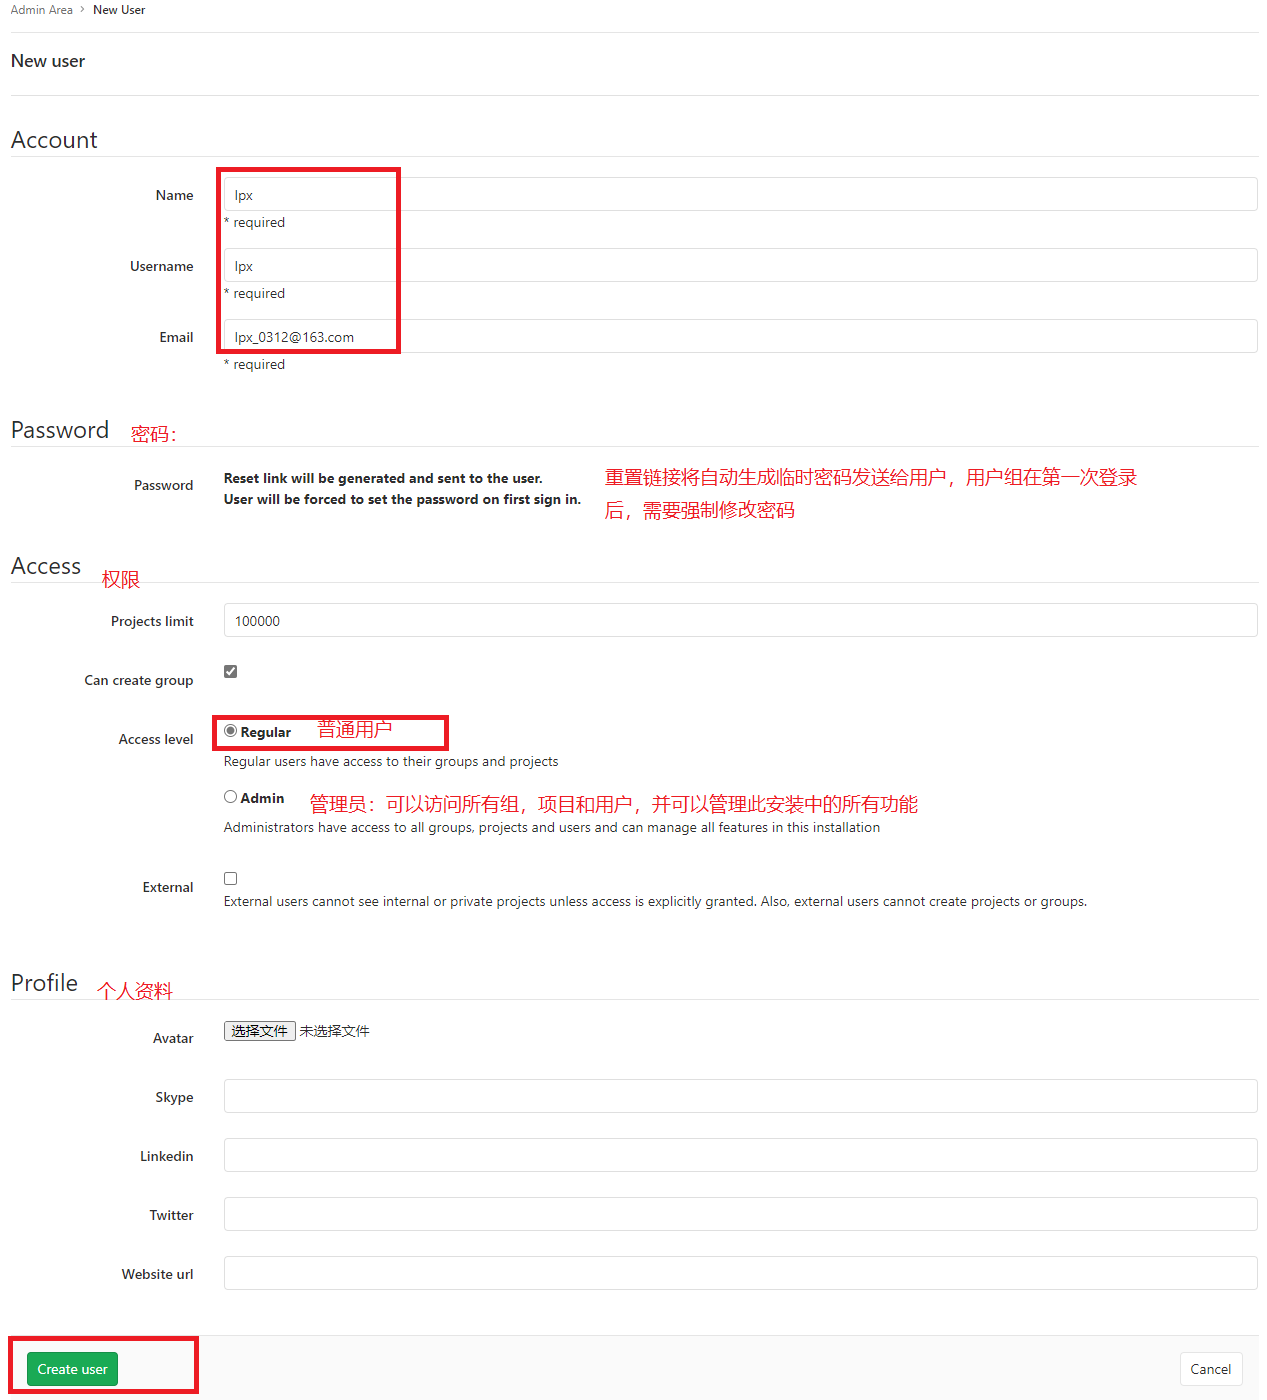 Admin Area › New User
New user
Account
Name
lpx
* required
Username
lpx
* required
Email
lpx_0312@163.com
* required
Password 密码：
Password
Reset link will be generated and sent to the user.
User will be forced to set the password on first sign in.
重置链接将自动生成临时密码发送给用户，用户组在第一次登录
后，需要强制修改密码
Access 权限
Projects limit
100000
Can create group
Access level
Regular 普通用户
Regular users have access to their groups and projects
Admin 管理员：可以访问所有组，项目和用户，并可以管理此安装中的所有功能
Administrators have access to all groups, projects and users and can manage all features in this installation
External
External users cannot see internal or private projects unless access is explicitly granted. Also, external users cannot create projects or groups.
Profile 个人资料
Avatar
选择文件 未选择文件
Skype
Linkedin
Twitter
Website url
Create user
Cancel